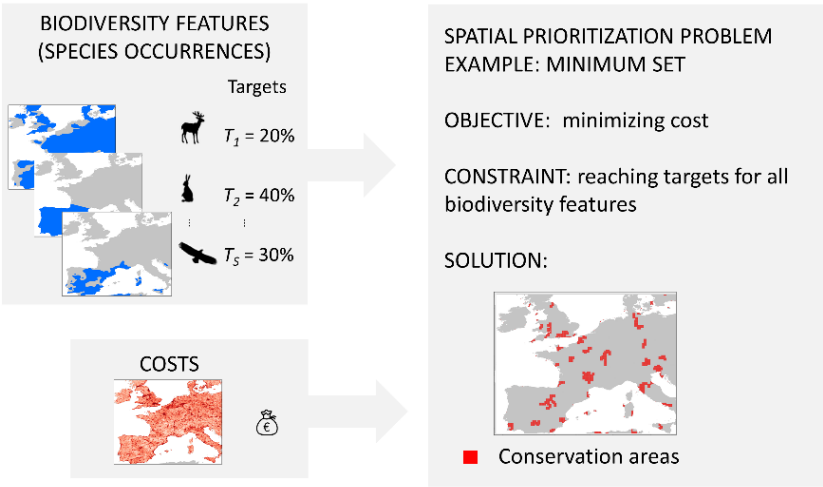 BIODIVERSITY FEATURES
(SPECIES OCCURRENCES)
Targets
T1 = 20%
T2 = 40%
TS = 30%
COSTS
€
SPATIAL PRIORITIZATION PROBLEM
EXAMPLE: MINIMUM SET
OBJECTIVE: minimizing cost
CONSTRAINT: reaching targets for all
biodiversity features
SOLUTION:
Conservation areas